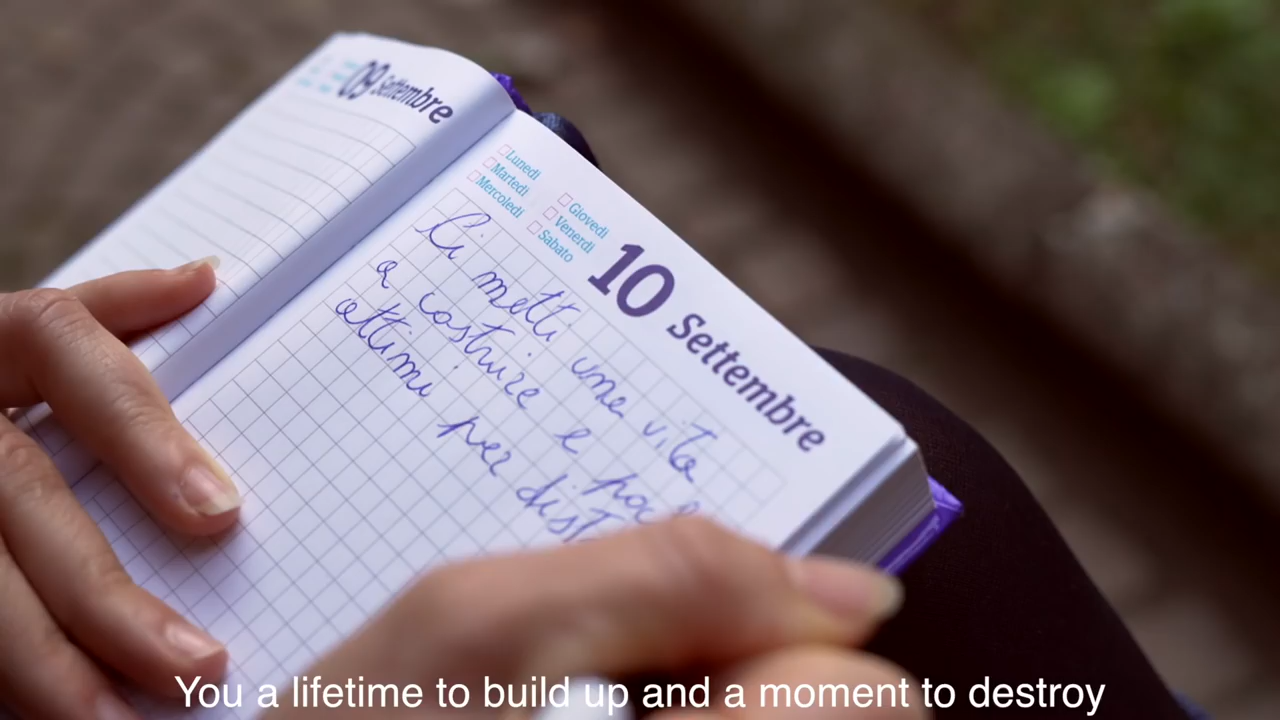 09 Settembre
Lunedì
Martedì
Mercoledì
Giovedì
Venerdì
Sabato
10 Settembre
Ci metti una vita
a costruire e
attimi per
You a lifetime to build up and a moment to destroy